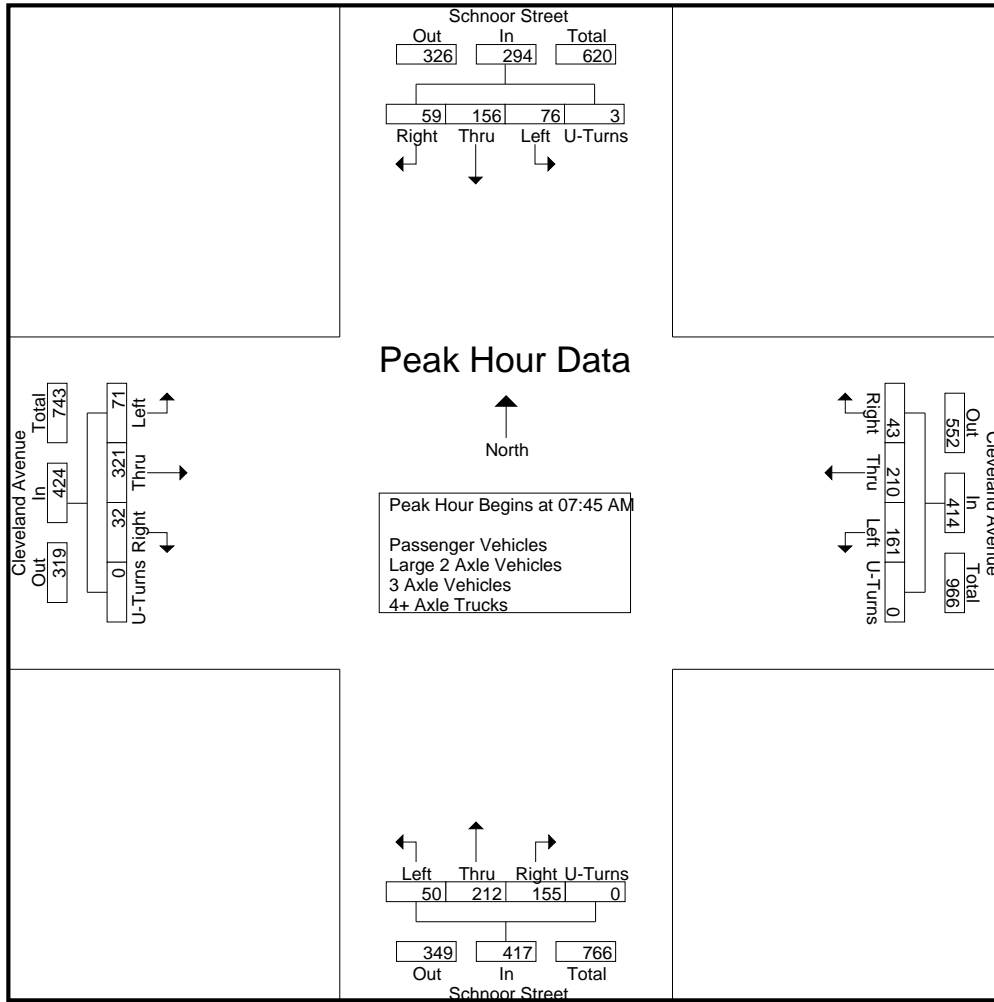 Schnoor Street
Out In Total
326 294 620
59 156 76 3
Right Thru Left U-Turns
Peak Hour Data
North
Peak Hour Begins at 07:45 AM
Passenger Vehicles
Large 2 Axle Vehicles
3 Axle Vehicles
4+ Axle Trucks
Cleveland Avenue
Out In Total
319 424 743
0 32 321 71
U-Turns Right Thru Left
Cleveland Avenue
Out In Total
552 414 966
43 210 161 0
Right Thru Left U-Turns
Left Thru Right U-Turns
50 212 155 0
349 417 766
Out In Total
Schnoor Street